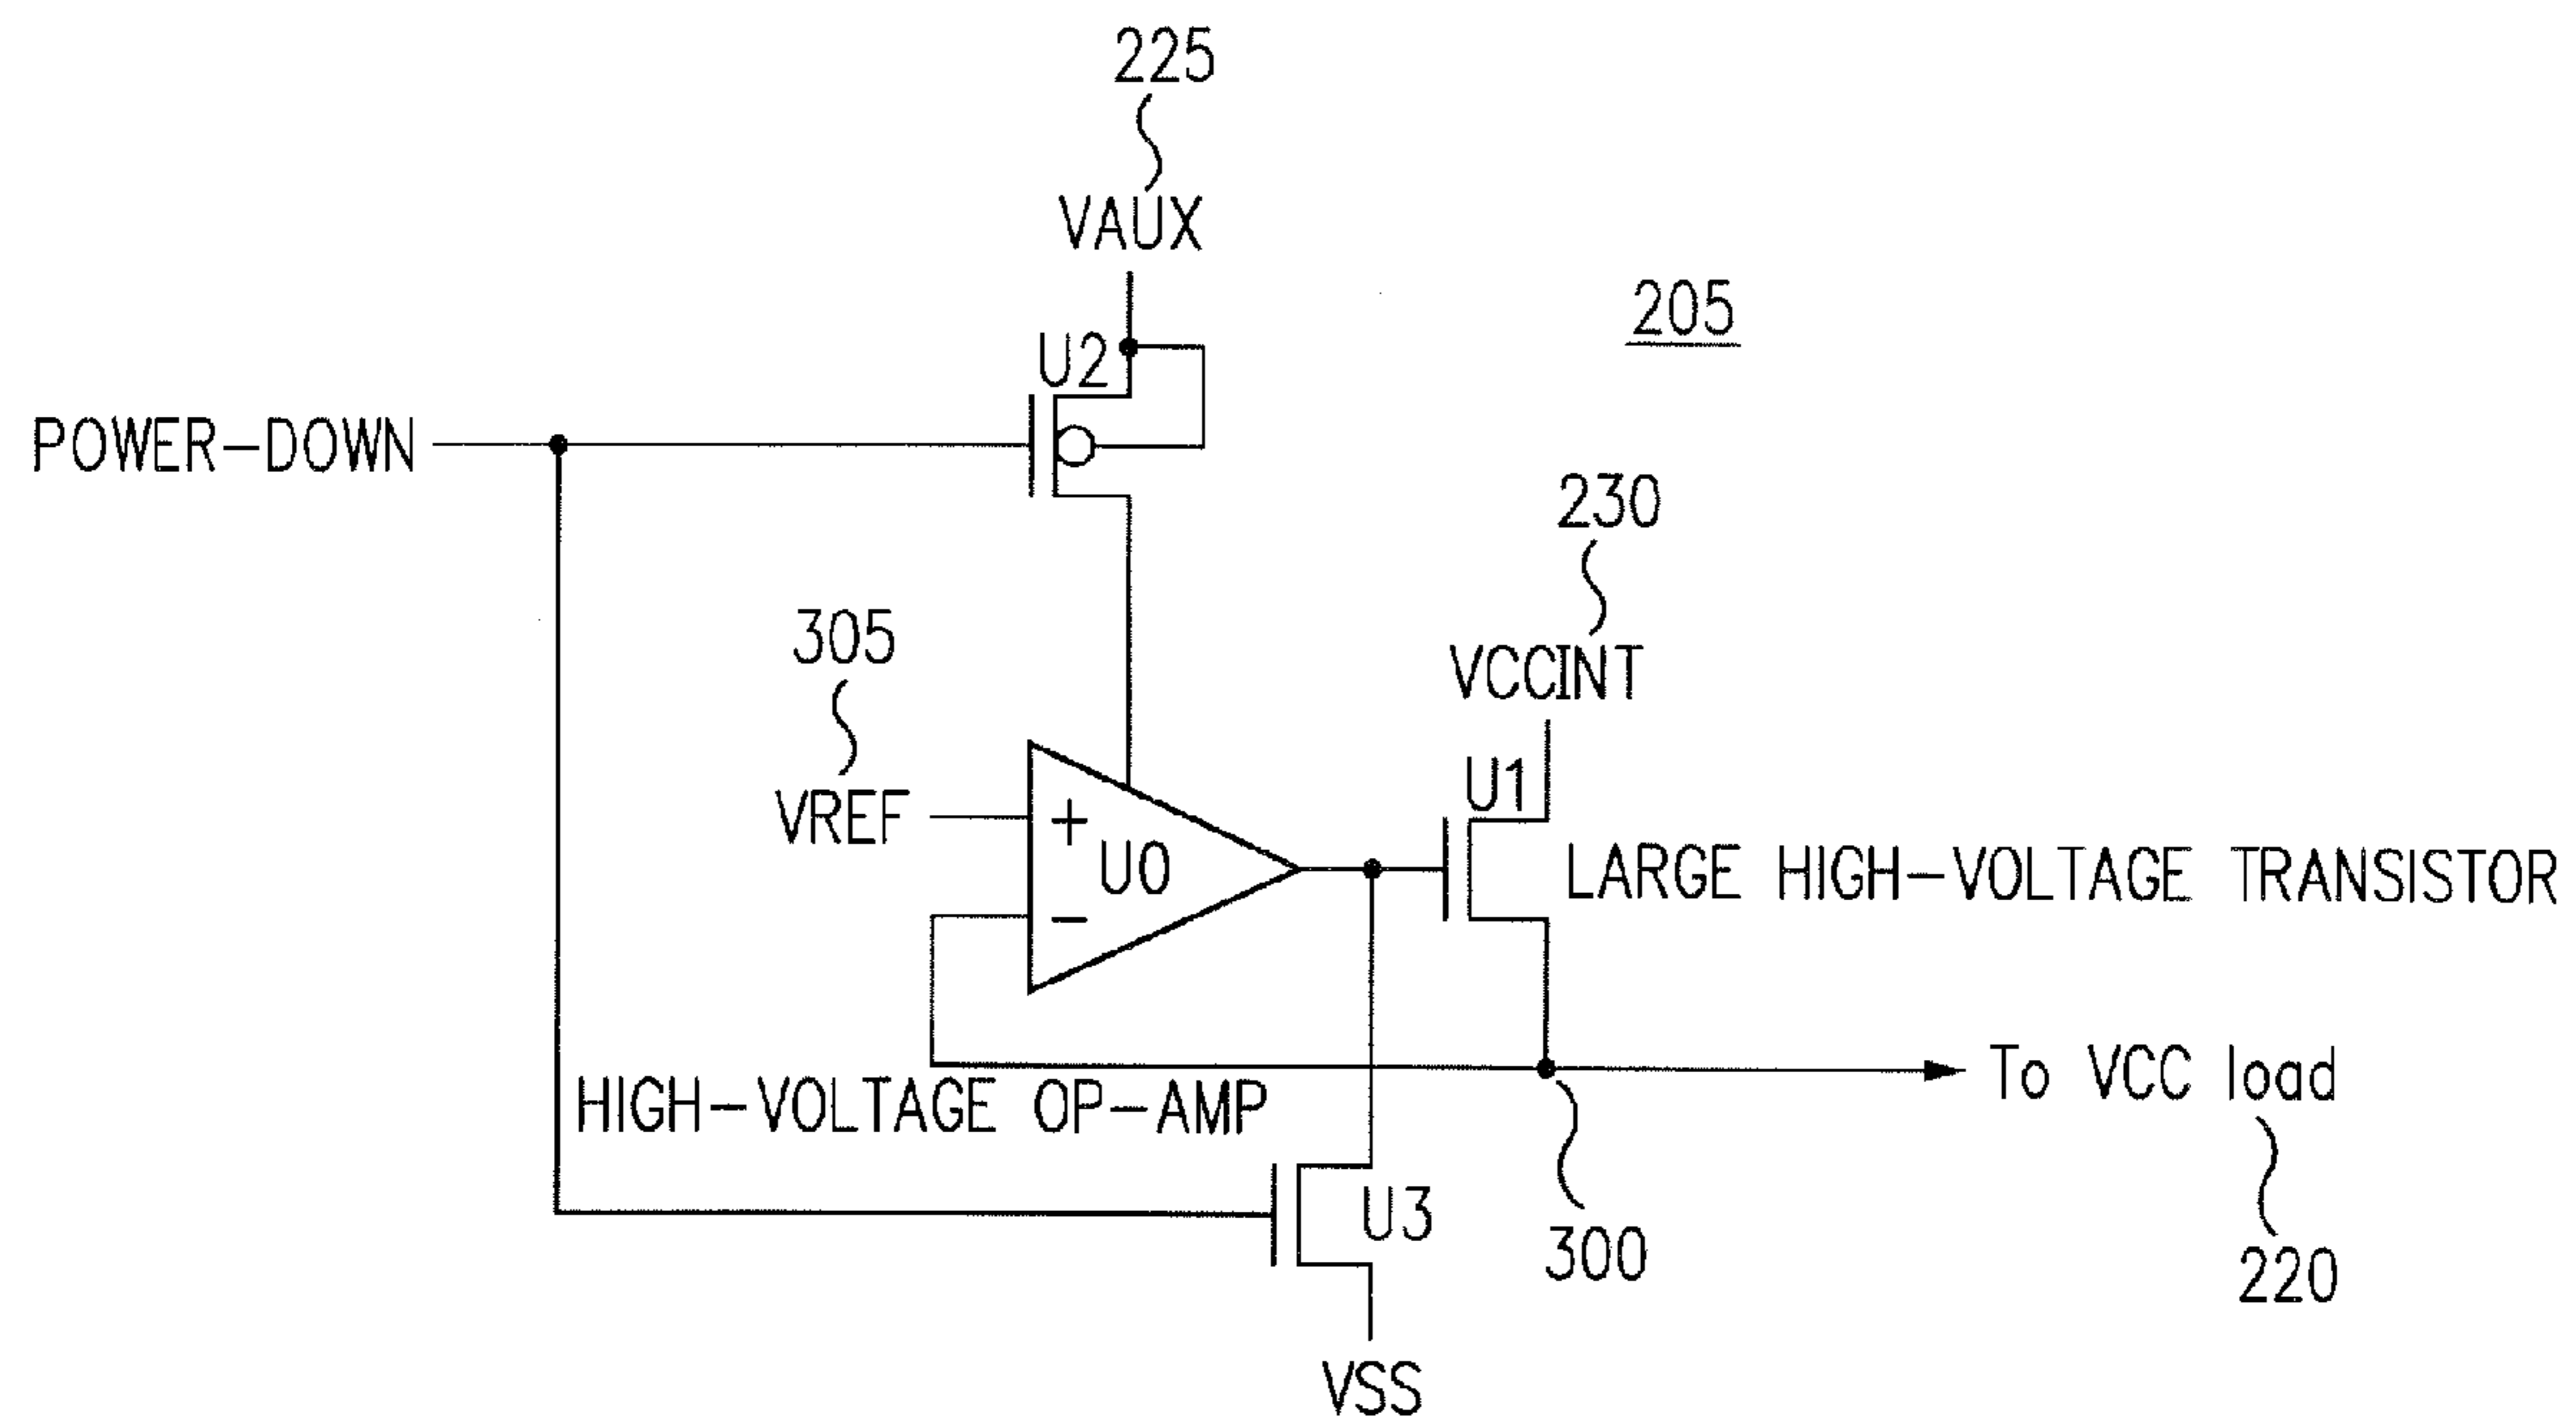 225
VAUX
205
U2
POWER-DOWN
230
305
VCCINT
U1
VREF
+
U0
LARGE HIGH-VOLTAGE TRANSISTOR
-
To VCC load
HIGH-VOLTAGE OP-AMP
U3
300
220
VSS